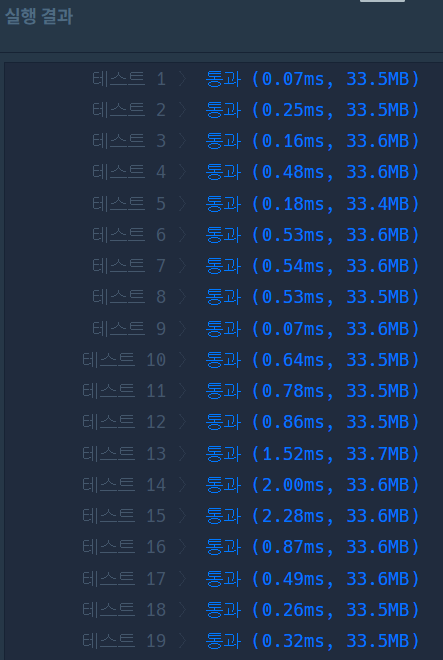 실행 결과
테스트 1 > 통과 (0.07ms, 33.5MB)
테스트 2 > 통과 (0.25ms, 33.5MB)
테스트 3 > 통과 (0.16ms, 33.6MB)
테스트 4 > 통과 (0.48ms, 33.6MB)
테스트 5 > 통과 (0.18ms, 33.4MB)
테스트 6 > 통과 (0.53ms, 33.6MB)
테스트 7 > 통과 (0.54ms, 33.6MB)
테스트 8 > 통과 (0.53ms, 33.5MB)
테스트 9 > 통과 (0.07ms, 33.6MB)
테스트 10 > 통과 (0.64ms, 33.5MB)
테스트 11 > 통과 (0.78ms, 33.5MB)
테스트 12 > 통과 (0.86ms, 33.5MB)
테스트 13 > 통과 (1.52ms, 33.7MB)
테스트 14 > 통과 (2.00ms, 33.6MB)
테스트 15 > 통과 (2.28ms, 33.6MB)
테스트 16 > 통과 (0.87ms, 33.6MB)
테스트 17 > 통과 (0.49ms, 33.6MB)
테스트 18 > 통과 (0.26ms, 33.5MB)
테스트 19 > 통과 (0.32ms, 33.5MB)